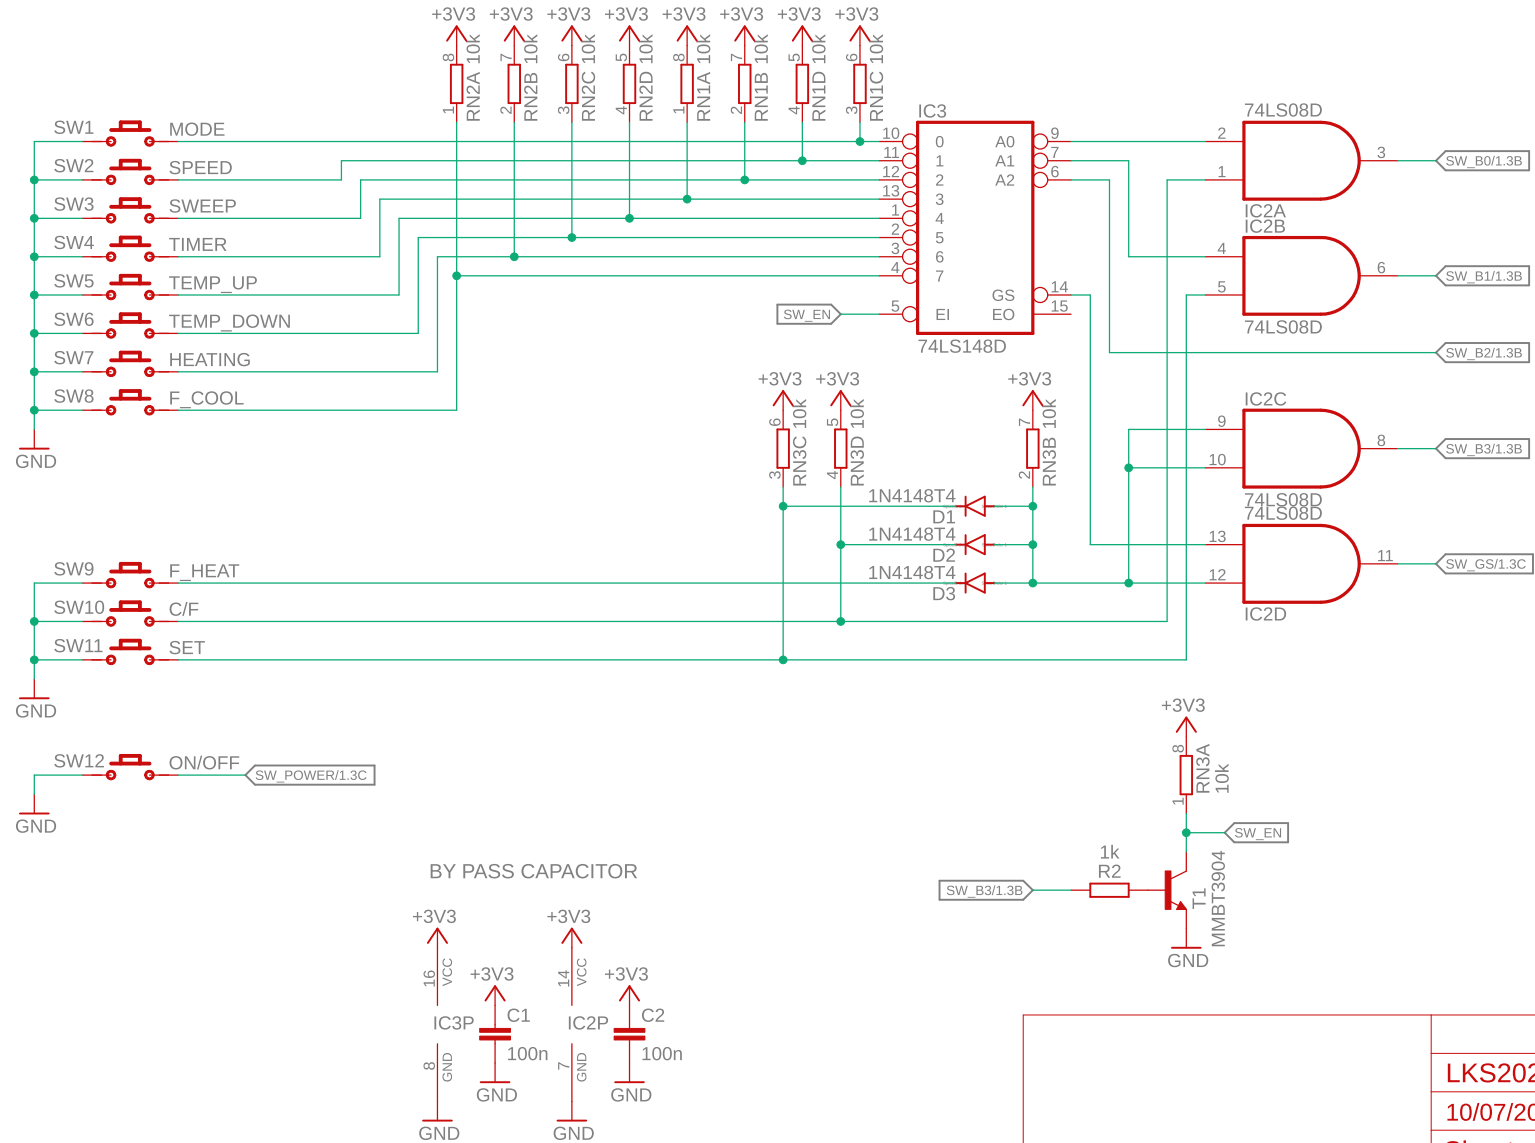 +3V3 +3V3 +3V3 +3V3 +3V3 +3V3 +3V3 +3V3
8 7 6 5 8 7 5 6
RN2A 10k RN2B 10k RN2C 10k RN2D 10k RN1A 10k RN1B 10k RN1D 10k RN1C 10k
1 2 3 4 1 2 4 3
SW1 MODE
SW2 SPEED
SW3 SWEEP
SW4 TIMER
SW5 TEMP_UP
SW6 TEMP_DOWN
SW7 HEATING
SW8 F_COOL
GND
IC3
10 0 A0 9
11 1 A1 7
12 2 A2 6
13 3
1 4
2 5
3 6
4 7
GS 14
SW_EN 5 EI EO 15
74LS148D
74LS08D
2 3 SW_B0/1.3B
1
IC2A
IC2B
4 6 SW_B1/1.3B
5
74LS08D
SW_B2/1.3B
IC2C
9 8 SW_B3/1.3B
10
74LS08D
74LS08D
13 11 SW_GS/1.3C
12
IC2D
+3V3 +3V3 +3V3
6 5 7
RN3C 10k RN3D 10k RN3B 10k
3 4 2
1N4148T4
D1
1N4148T4
D2
1N4148T4
D3
SW9 F_HEAT
SW10 C/F
SW11 SET
GND
SW12 ON/OFF SW_POWER/1.3C
GND
+3V3
8
RN3A
10k
1
SW_EN
1k
R2
SW_B3/1.3B
T1
MMBT3904
GND
BY PASS CAPACITOR
+3V3 +3V3
16 VCC 14 VCC
+3V3 +3V3
IC3P C1 IC2P C2
100n 100n
8 GND 7 GND
GND GND
GND GND
LKS202
10/07/20